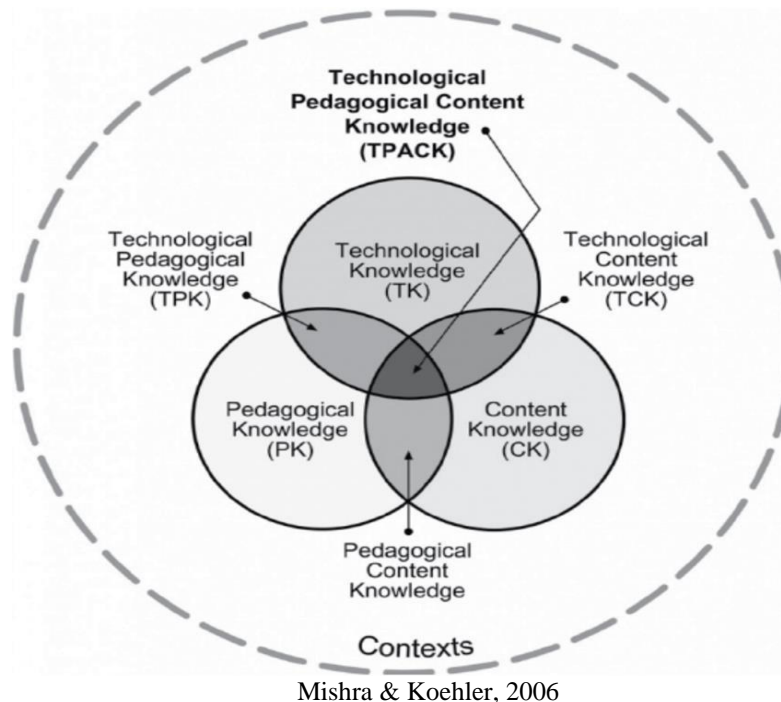 Technological
Pedagogical Content
Knowledge
(TPACK)
Technological
Pedagogical
Knowledge
(TPK)
Technological
Knowledge
(TK)
Technological
Content
Knowledge
(TCK)
Pedagogical
Knowledge
(PK)
Content
Knowledge
(CK)
Pedagogical
Content
Knowledge
Contexts
Mishra & Koehler, 2006